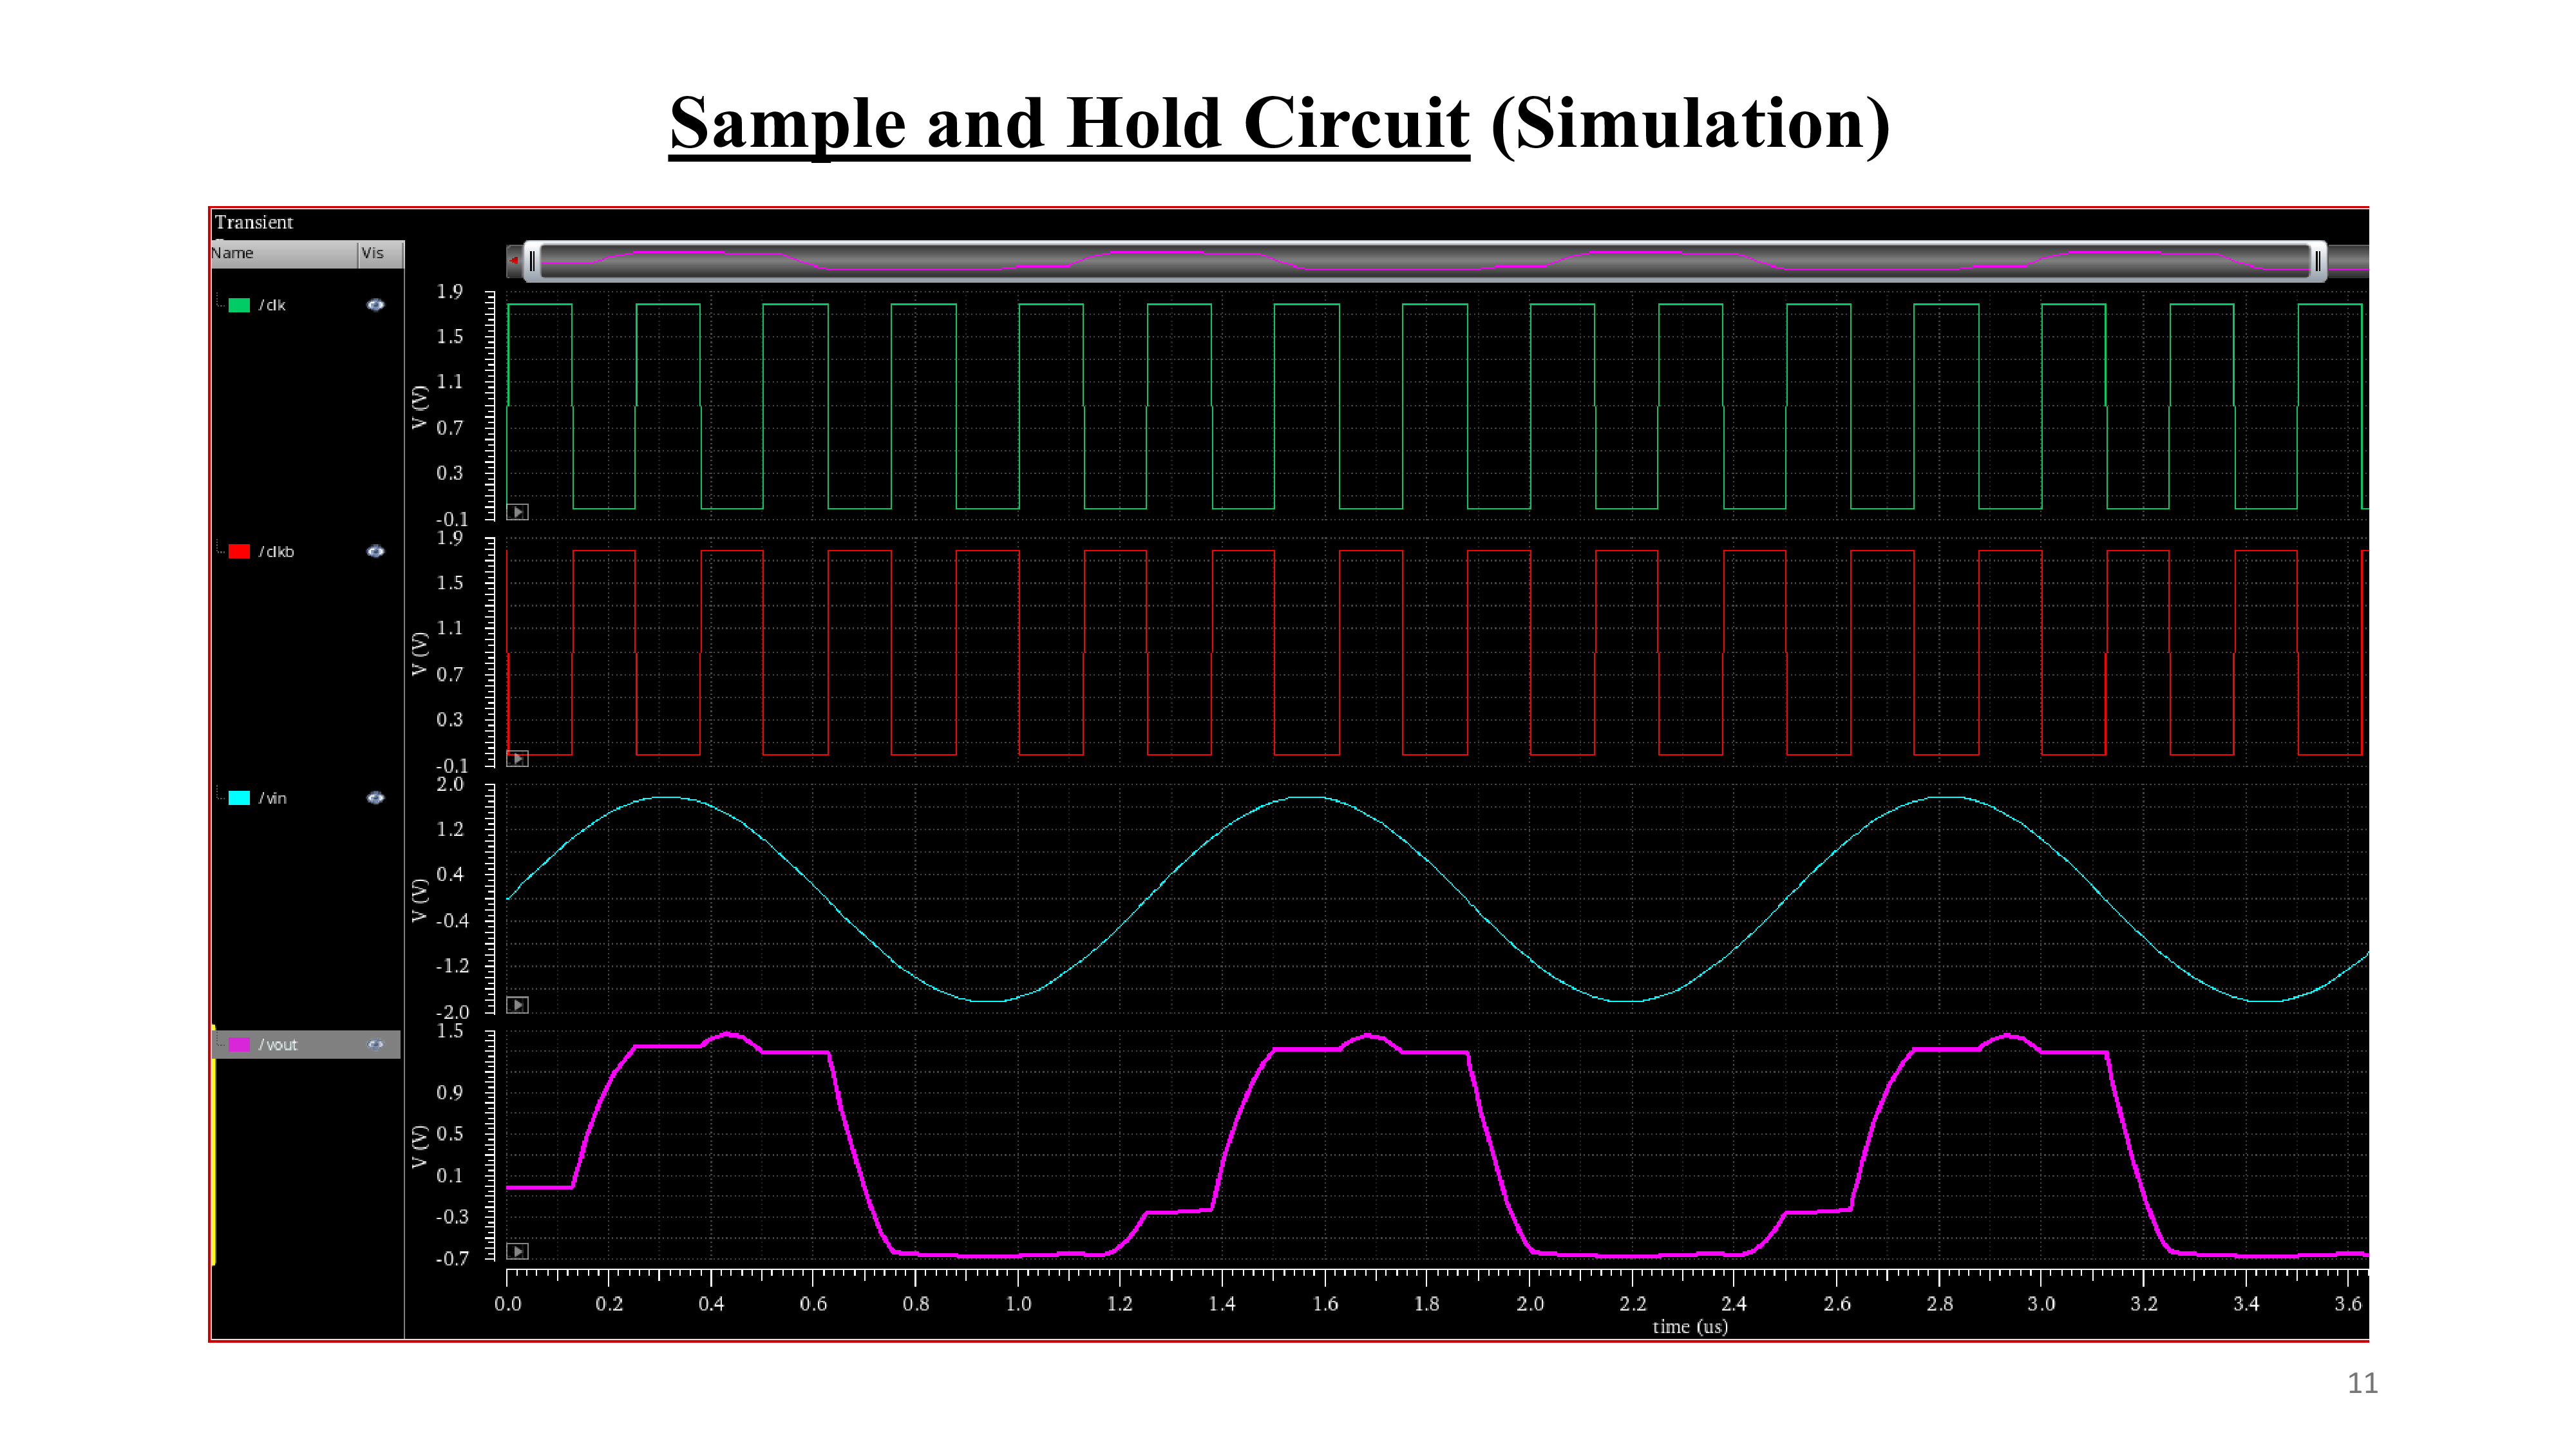 Sample and Hold Circuit (Simulation)
Transient
Name Vis
/clk
V (V)
1.9
1.5
1.1
0.7
0.3
-0.1
/clkb
V (V)
1.9
1.5
1.1
0.7
0.3
-0.1
/vin
V (V)
2.0
1.2
0.4
-0.4
-1.2
-2.0
/vout
V (V)
1.5
0.9
0.5
0.1
-0.3
-0.7
0.0 0.2 0.4 0.6 0.8 1.0 1.2 1.4 1.6 1.8 2.0 2.2 2.4 2.6 2.8 3.0 3.2 3.4 3.6
time (us)
11